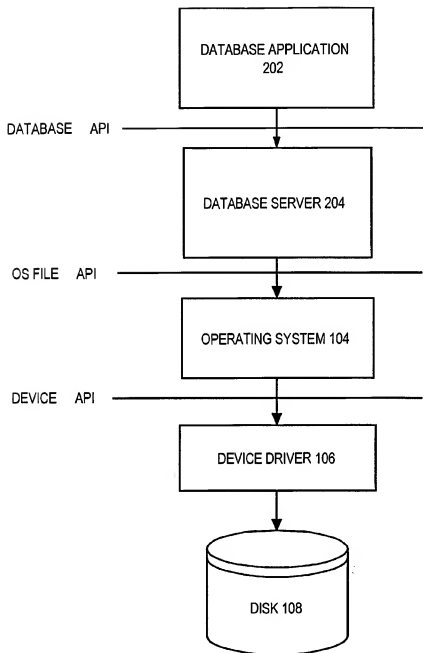 DATABASE APPLICATION
202
DATABASE API
DATABASE SERVER 204
OS FILE API
OPERATING SYSTEM 104
DEVICE API
DEVICE DRIVER 106
DISK 108